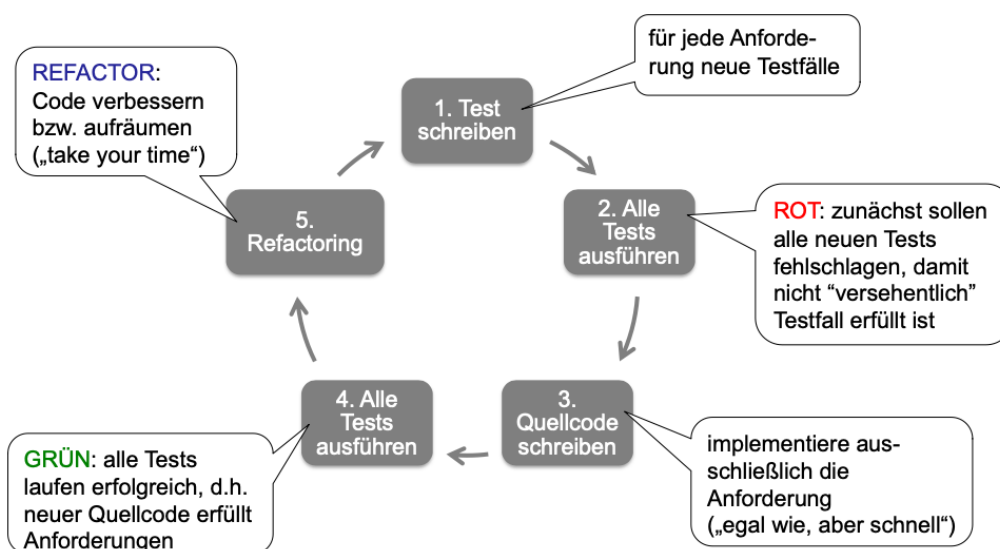 für jede Anforde-
rung neue Testfälle
1. Test
schreiben
ROT: zunächst sollen
alle neuen Tests
fehlschlagen, damit
nicht “versehentlich”
Testfall erfüllt ist
2. Alle
Tests
ausführen
implementiere aus-
schließlich die
Anforderung
(„egal wie, aber schnell“)
3.
Quellcode
schreiben
GRÜN: alle Tests
laufen erfolgreich, d.h.
neuer Quellcode erfüllt
Anforderungen
4. Alle
Tests
ausführen
REFACTOR:
Code verbessern
bzw. aufräumen
(„take your time“)
5.
Refactoring